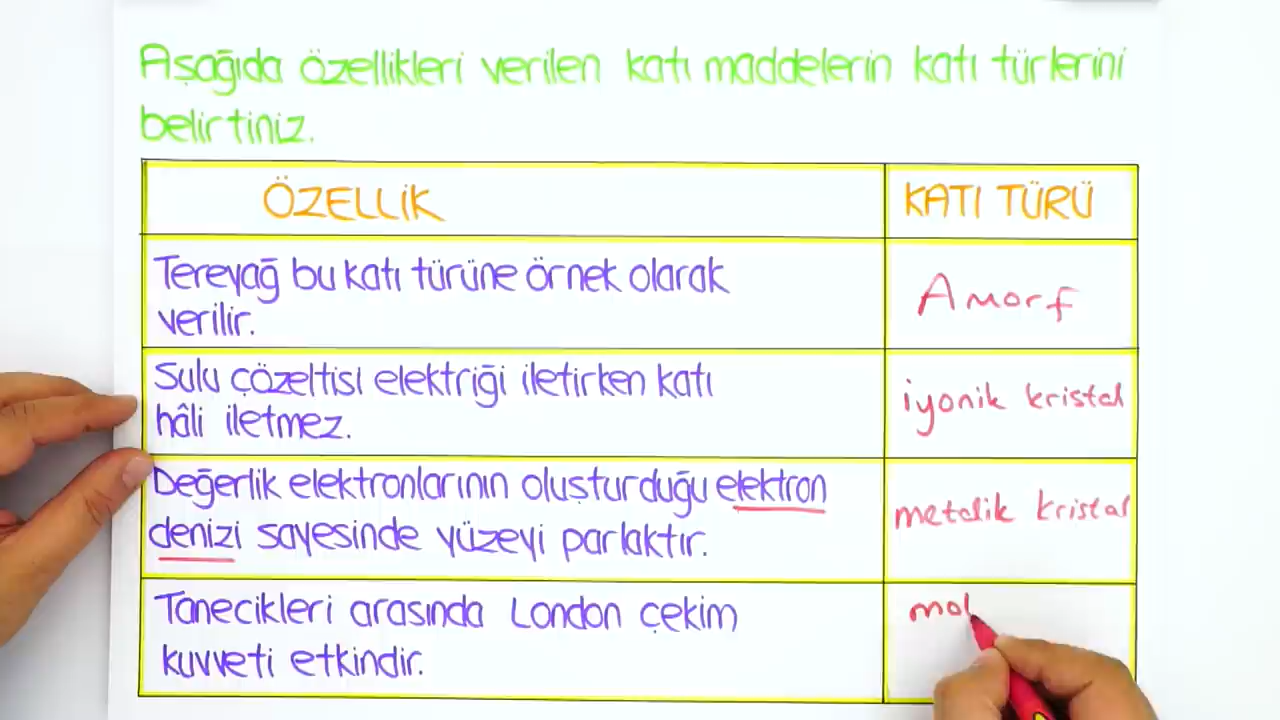 Aşağıda özellikleri verilen katı maddelerin katı türlerini
belirtiniz.
ÖZELLİK
KATI TÜRÜ
Tereyağ bu katı türüne örnek olarak
verilir.
Amorf
Sulu çözeltisi elektriği iletirken katı
hâli iletmez.
iyonik kristal
Değerlik elektronlarının oluşturduğu elektron
denizi sayesinde yüzeyi parlaktır.
metalik kristal
Tanecikleri arasında London çekim
kuvveti etkindir.
mol